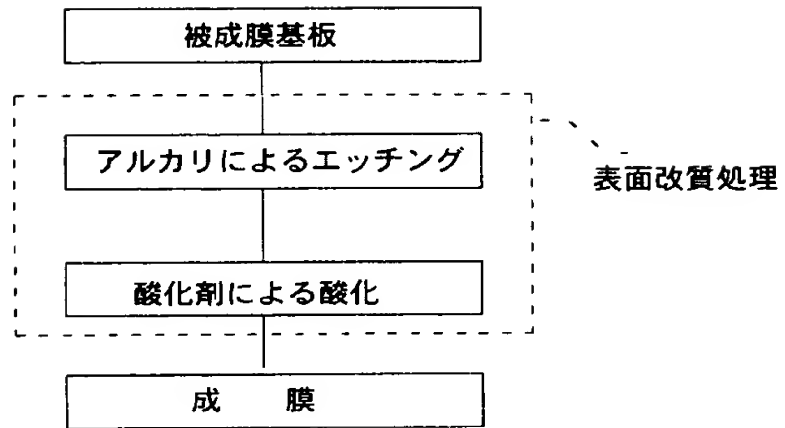 被成膜基板
アルカリによるエッチング
表面改質処理
酸化剤による酸化
成　　膜